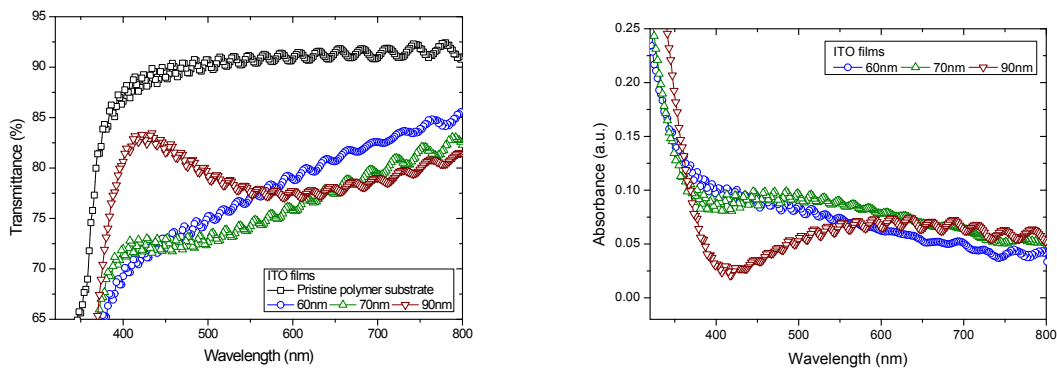 95
90
85
80
75
70
65
Transmittance (%)
ITO films
Pristine polymer substrate
60nm 70nm 90nm
400 500 600 700 800
Wavelength (nm)
0.25
0.20
0.15
0.10
0.05
0.00
Absorbance (a.u.)
ITO films
60nm 70nm 90nm
400 500 600 700 800
Wavelength (nm)